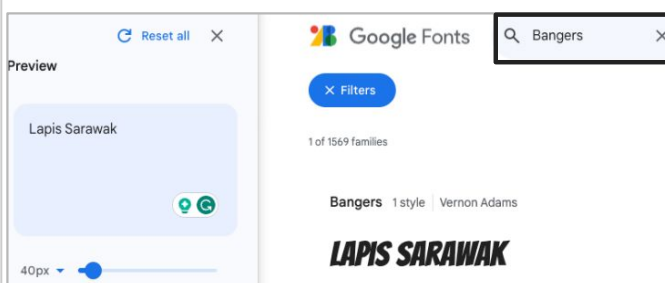 Reset all
Preview
Lapis Sarawak
40px
Google Fonts
Bangers
Filters
1 of 1569 families
Bangers 1 style Vernon Adams
LAPIS SARAWAK